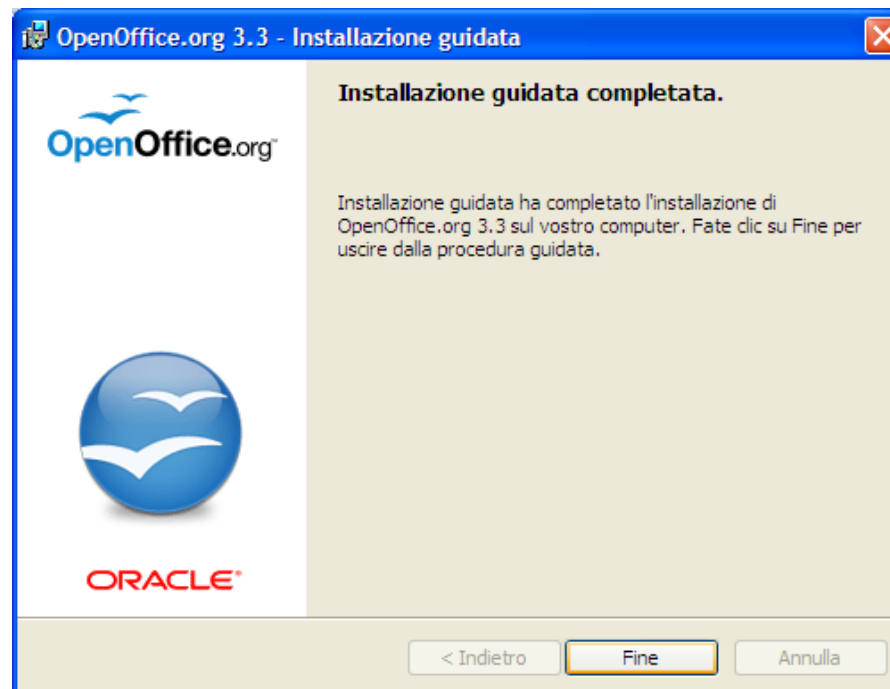 OpenOffice.org 3.3 - Installazione guidata
OpenOffice.org™
Installazione guidata completata.
Installazione guidata ha completato l'installazione di
OpenOffice.org 3.3 sul vostro computer. Fate clic su Fine per
uscire dalla procedura guidata.
ORACLE®
< Indietro
Fine
Annulla